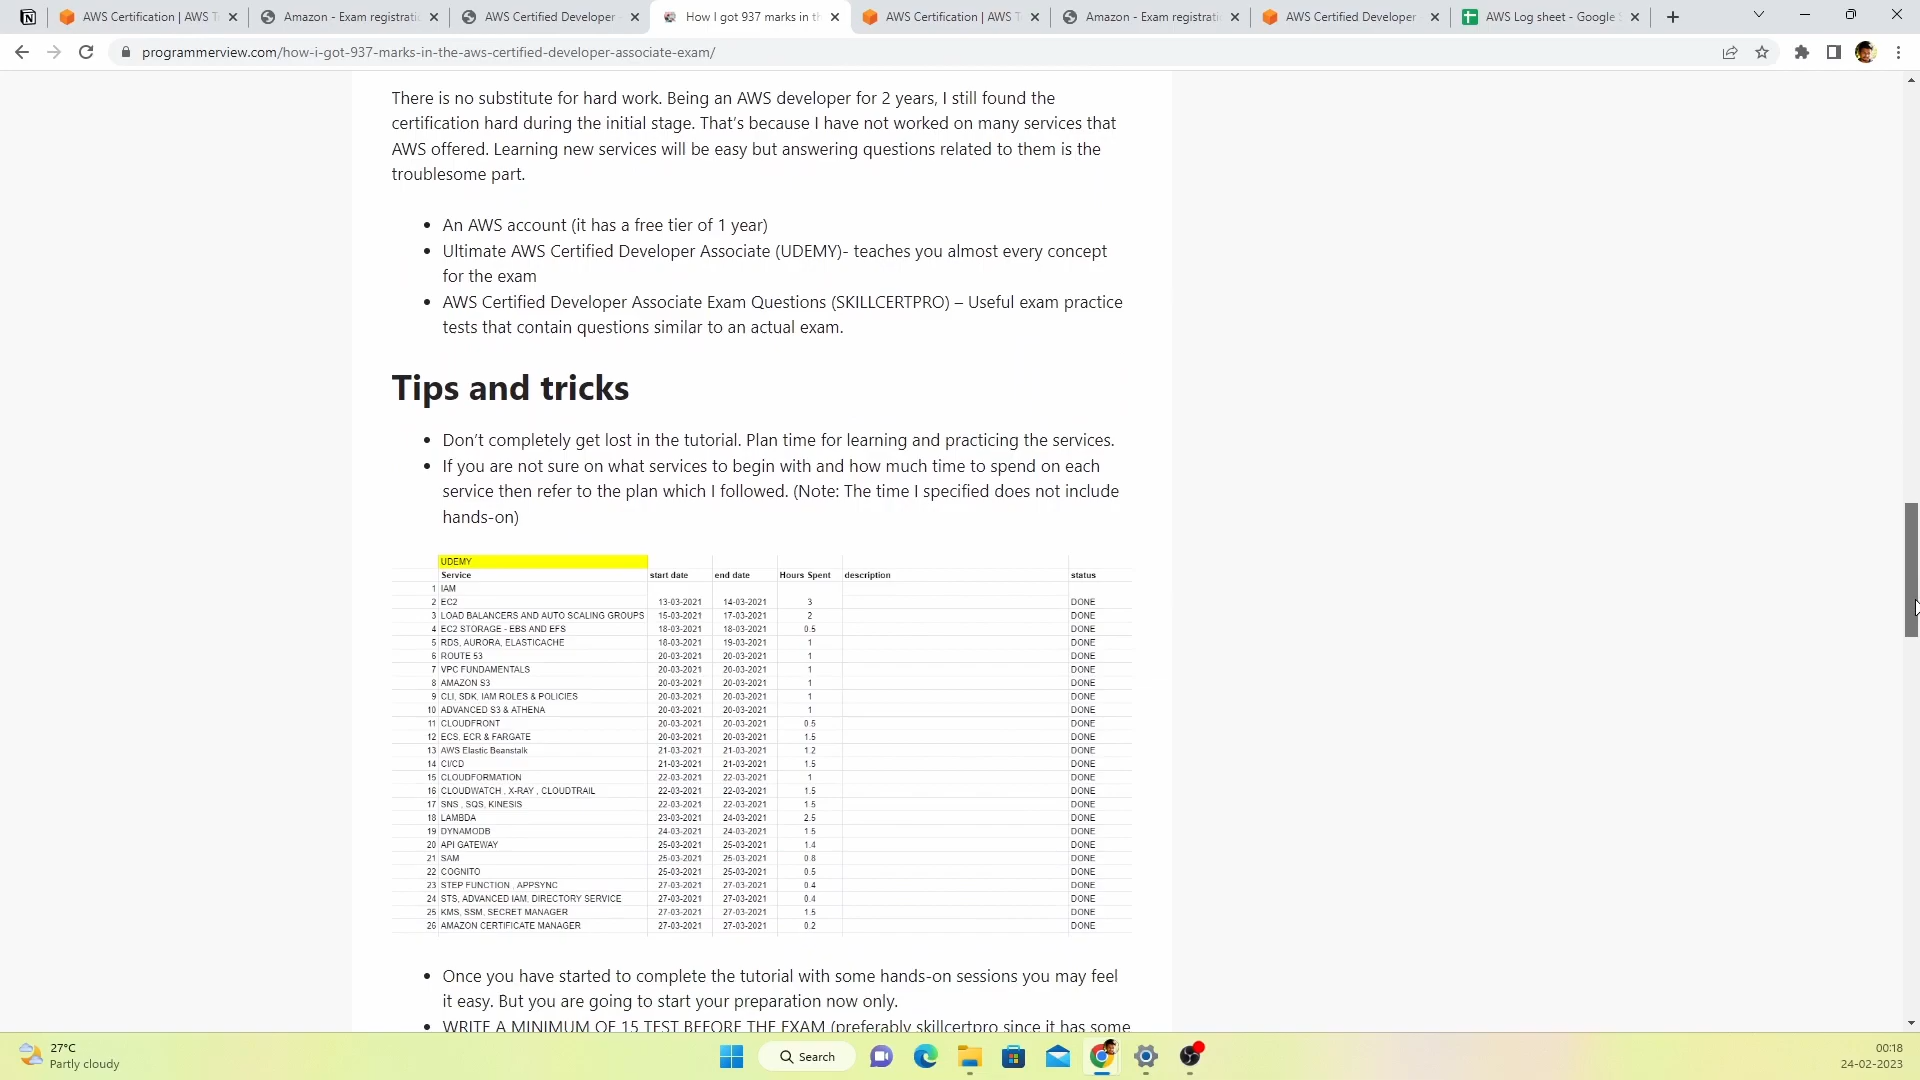 AWS Certification | AWS T
Amazon - Exam registrati
AWS Certified Developer
How I got 937 marks in th
AWS Certification | AWS T
Amazon - Exam registrati
AWS Certified Developer
AWS Log sheet - Google S
programmerview.com/how-i-got-937-marks-in-the-aws-certified-developer-associate-exam/
There is no substitute for hard work. Being an AWS developer for 2 years, I still found the
certification hard during the initial stage. That's because I have not worked on many services that
AWS offered. Learning new services will be easy but answering questions related to them is the
troublesome part.
• An AWS account (it has a free tier of 1 year)
• Ultimate AWS Certified Developer Associate (UDEMY)- teaches you almost every concept
for the exam
• AWS Certified Developer Associate Exam Questions (SKILLCERTPRO) – Useful exam practice
tests that contain questions similar to an actual exam.
Tips and tricks
• Don't completely get lost in the tutorial. Plan time for learning and practicing the services.
• If you are not sure on what services to begin with and how much time to spend on each
service then refer to the plan which I followed. (Note: The time I specified does not include
hands-on)
UDEMY
Service start date end date Hours Spent description status
1 IAM
2 EC2 13-03-2021 14-03-2021 3 DONE
3 LOAD BALANCERS AND AUTO SCALING GROUPS 15-03-2021 17-03-2021 2 DONE
4 EC2 STORAGE - EBS AND EFS 18-03-2021 18-03-2021 0.5 DONE
5 RDS, AURORA, ELASTICACHE 18-03-2021 19-03-2021 1 DONE
6 ROUTE 53 20-03-2021 20-03-2021 1 DONE
7 VPC FUNDAMENTALS 20-03-2021 20-03-2021 1 DONE
8 AMAZON S3 20-03-2021 20-03-2021 1 DONE
9 CLI, SDK, IAM ROLES & POLICIES 20-03-2021 20-03-2021 1 DONE
10 ADVANCED S3 & ATHENA 20-03-2021 20-03-2021 1 DONE
11 CLOUDFRONT 20-03-2021 20-03-2021 0.5 DONE
12 ECS, ECR & FARGATE 20-03-2021 20-03-2021 1.5 DONE
13 AWS Elastic Beanstalk 21-03-2021 21-03-2021 1.2 DONE
14 CI/CD 21-03-2021 21-03-2021 1.5 DONE
15 CLOUDFORMATION 22-03-2021 22-03-2021 1 DONE
16 CLOUDWATCH , X-RAY , CLOUDTRAIL 22-03-2021 22-03-2021 1.5 DONE
17 SNS , SQS, KINESIS 22-03-2021 22-03-2021 1.5 DONE
18 LAMBDA 23-03-2021 24-03-2021 2.5 DONE
19 DYNAMODB 24-03-2021 24-03-2021 1.5 DONE
20 API GATEWAY 25-03-2021 25-03-2021 1.4 DONE
21 SAM 25-03-2021 25-03-2021 0.8 DONE
22 COGNITO 25-03-2021 25-03-2021 0.5 DONE
23 STEP FUNCTION , APPSYNC 27-03-2021 27-03-2021 0.4 DONE
24 STS, ADVANCED IAM, DIRECTORY SERVICE 27-03-2021 27-03-2021 0.4 DONE
25 KMS, SSM, SECRET MANAGER 27-03-2021 27-03-2021 1.5 DONE
26 AMAZON CERTIFICATE MANAGER 27-03-2021 27-03-2021 0.2 DONE
• Once you have started to complete the tutorial with some hands-on sessions you may feel
it easy. But you are going to start your preparation now only.
• WRITE A MINIMUM OF 15 TEST BEFORE THE EXAM (preferably skillcertpro since it has some
27°C
Partly cloudy
Search
00:18
24-02-2023